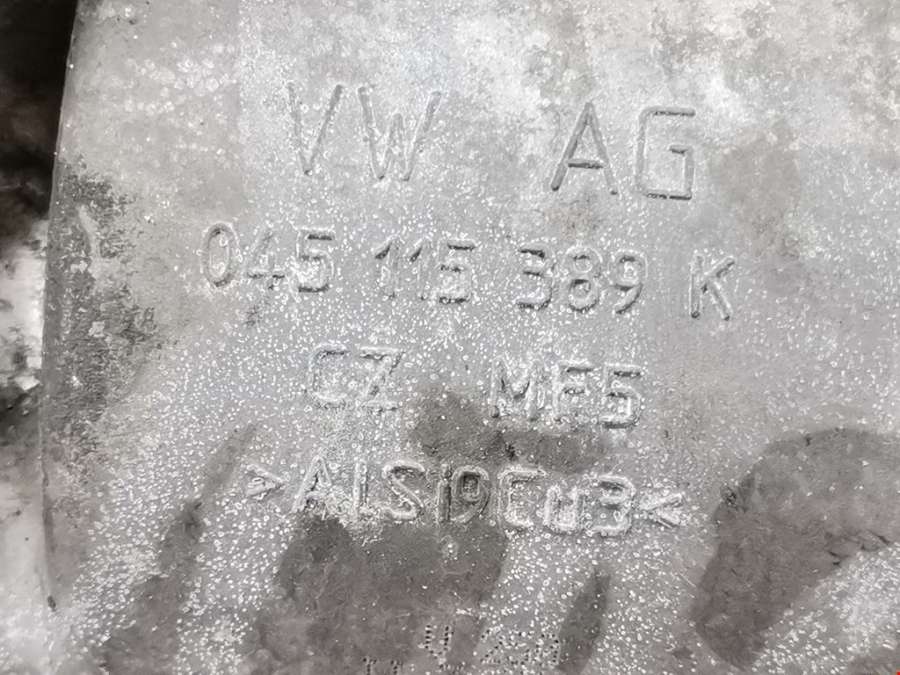 VW AG
045 115 389 K
CZ MF5
>AlSi9Cu3<